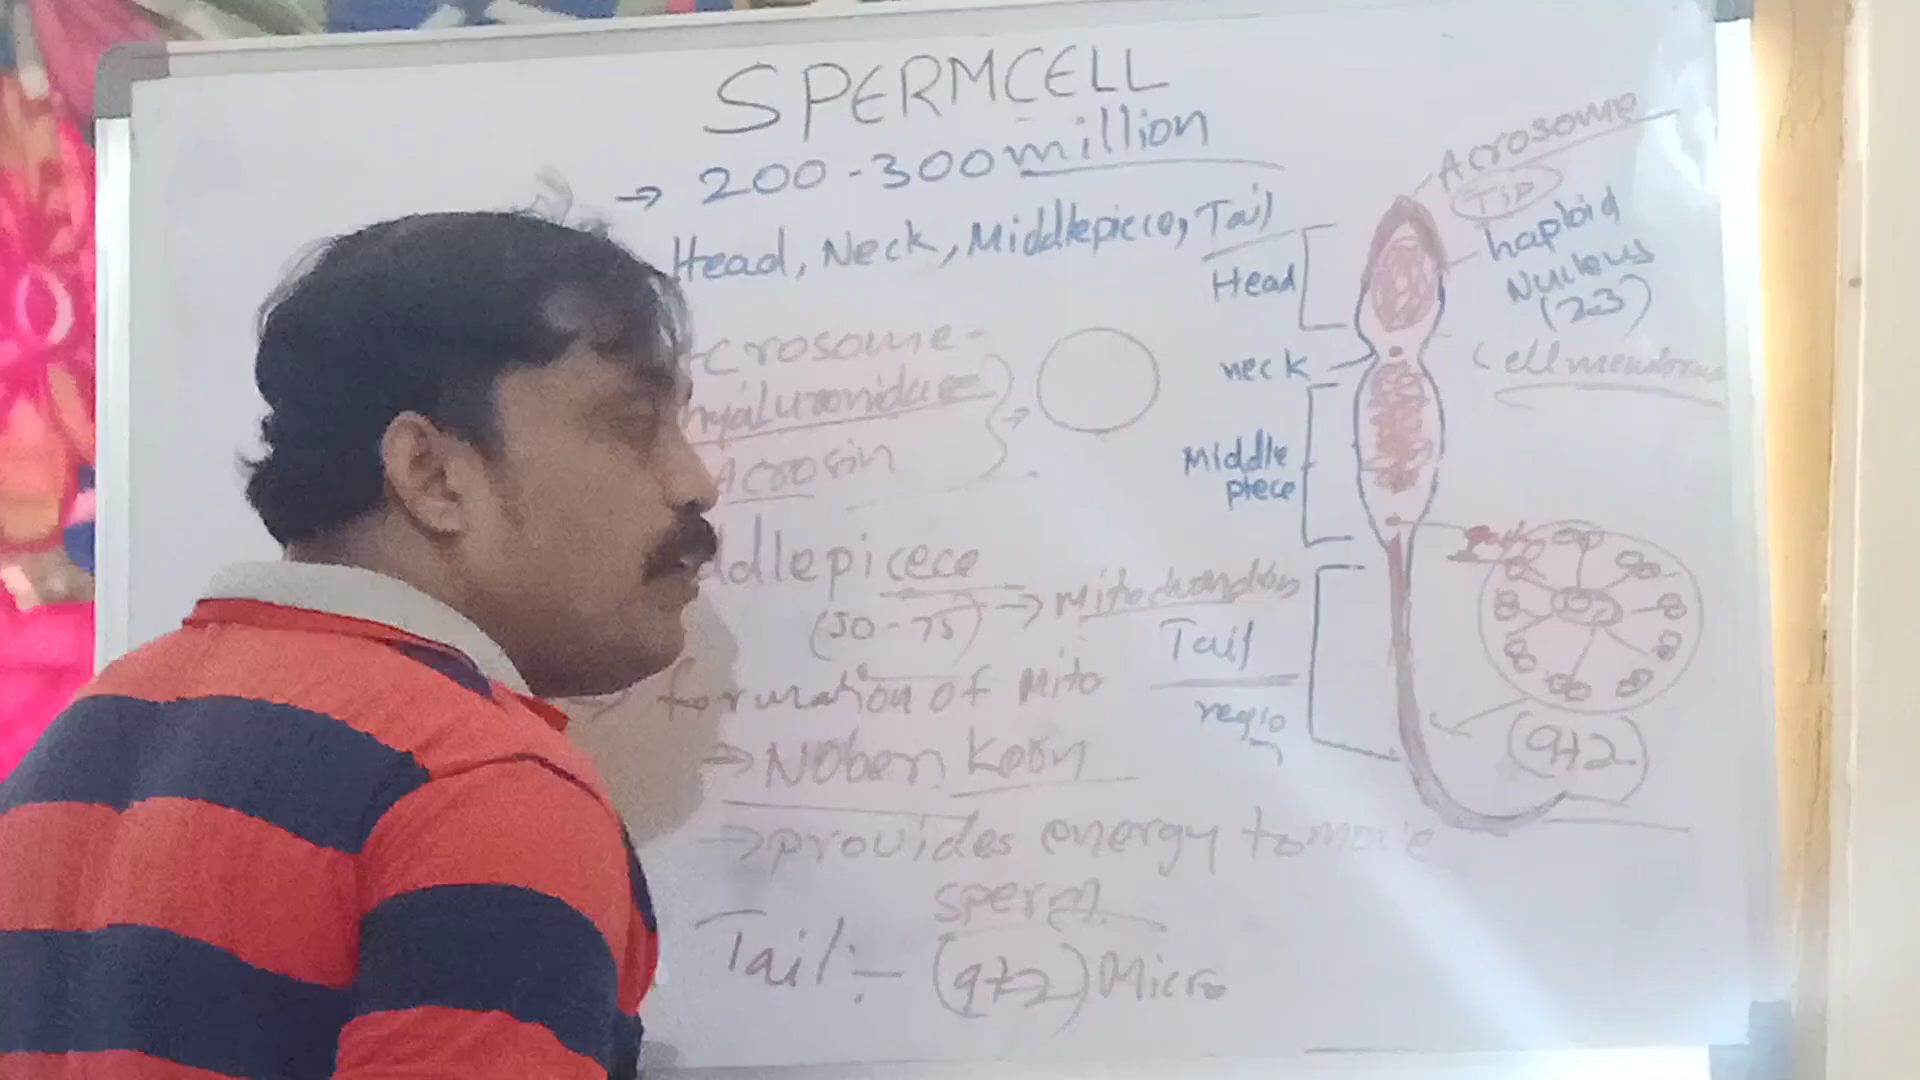 SPERMCELL
→ 200-300 million
Head, Neck, Middlepiece, Tail
crosome-
hyaluronidase
Acrosin
ddlepicece
(50-75) → Mitochondria
formation of Mito
→ Noben Kern
→ provides energy to move
sperm
Tail:- (9+2) Micro
Acrosome
Tip
haploid
Nucleus
(23)
Head
neck
Cell membrane
Middle
piece
Tail
regio
n
(9+2)